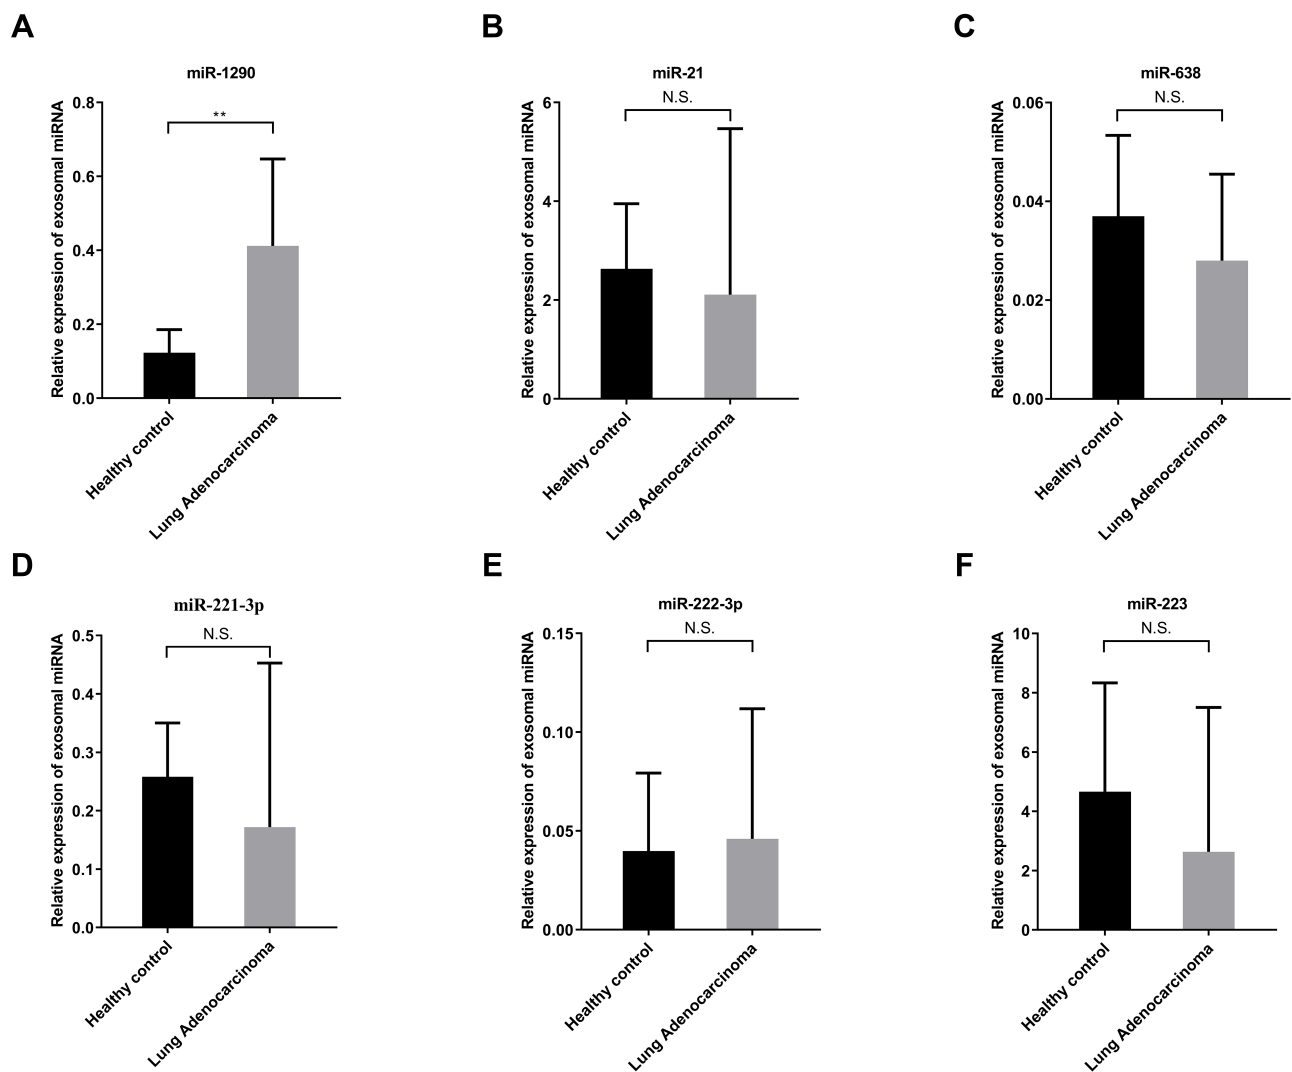 A
miR-1290
**
Relative expression of exosomal miRNA
0.8
0.6
0.4
0.2
0.0
Healthy control
Lung Adenocarcinoma
B
miR-21
N.S.
Relative expression of exosomal miRNA
6
4
2
0
Healthy control
Lung Adenocarcinoma
C
miR-638
N.S.
Relative expression of exosomal miRNA
0.06
0.04
0.02
0.00
Healthy control
Lung Adenocarcinoma
D
miR-221-3p
N.S.
Relative expression of exosomal miRNA
0.5
0.4
0.3
0.2
0.1
0.0
Healthy control
Lung Adenocarcinoma
E
miR-222-3p
N.S.
Relative expression of exosomal miRNA
0.15
0.10
0.05
0.00
Healthy control
Lung Adenocarcinoma
F
miR-223
N.S.
Relative expression of exosomal miRNA
10
8
6
4
2
0
Healthy control
Lung Adenocarcinoma